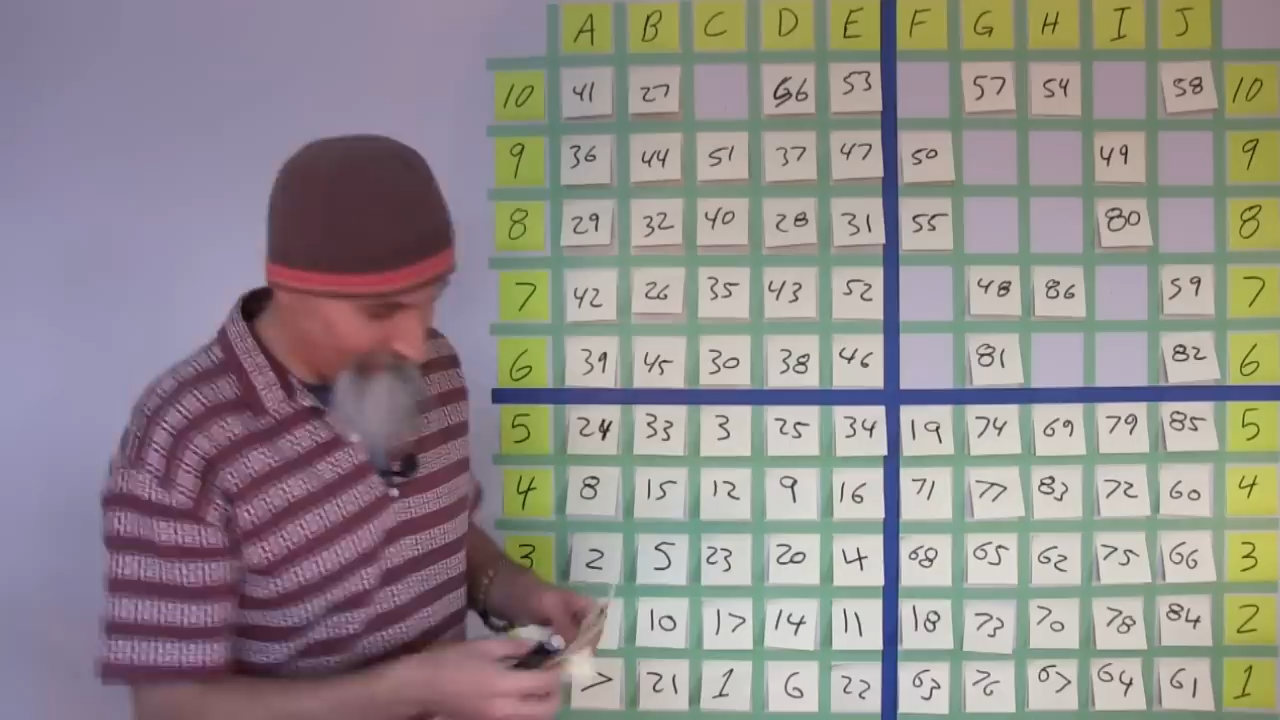 A B C D E F G H I J
10 41 27 56 53 57 54 58 10
9 36 44 51 37 47 50 49 9
8 29 32 40 28 31 55 80 8
7 42 26 35 43 52 48 86 59 7
6 39 45 30 38 46 81 82 6
5 24 33 3 25 34 19 74 69 79 85 5
4 8 15 12 9 16 71 77 83 72 60 4
3 2 5 23 20 4 68 65 62 75 66 3
10 17 14 11 18 73 70 78 84 2
21 1 6 22 63 76 67 64 61 1